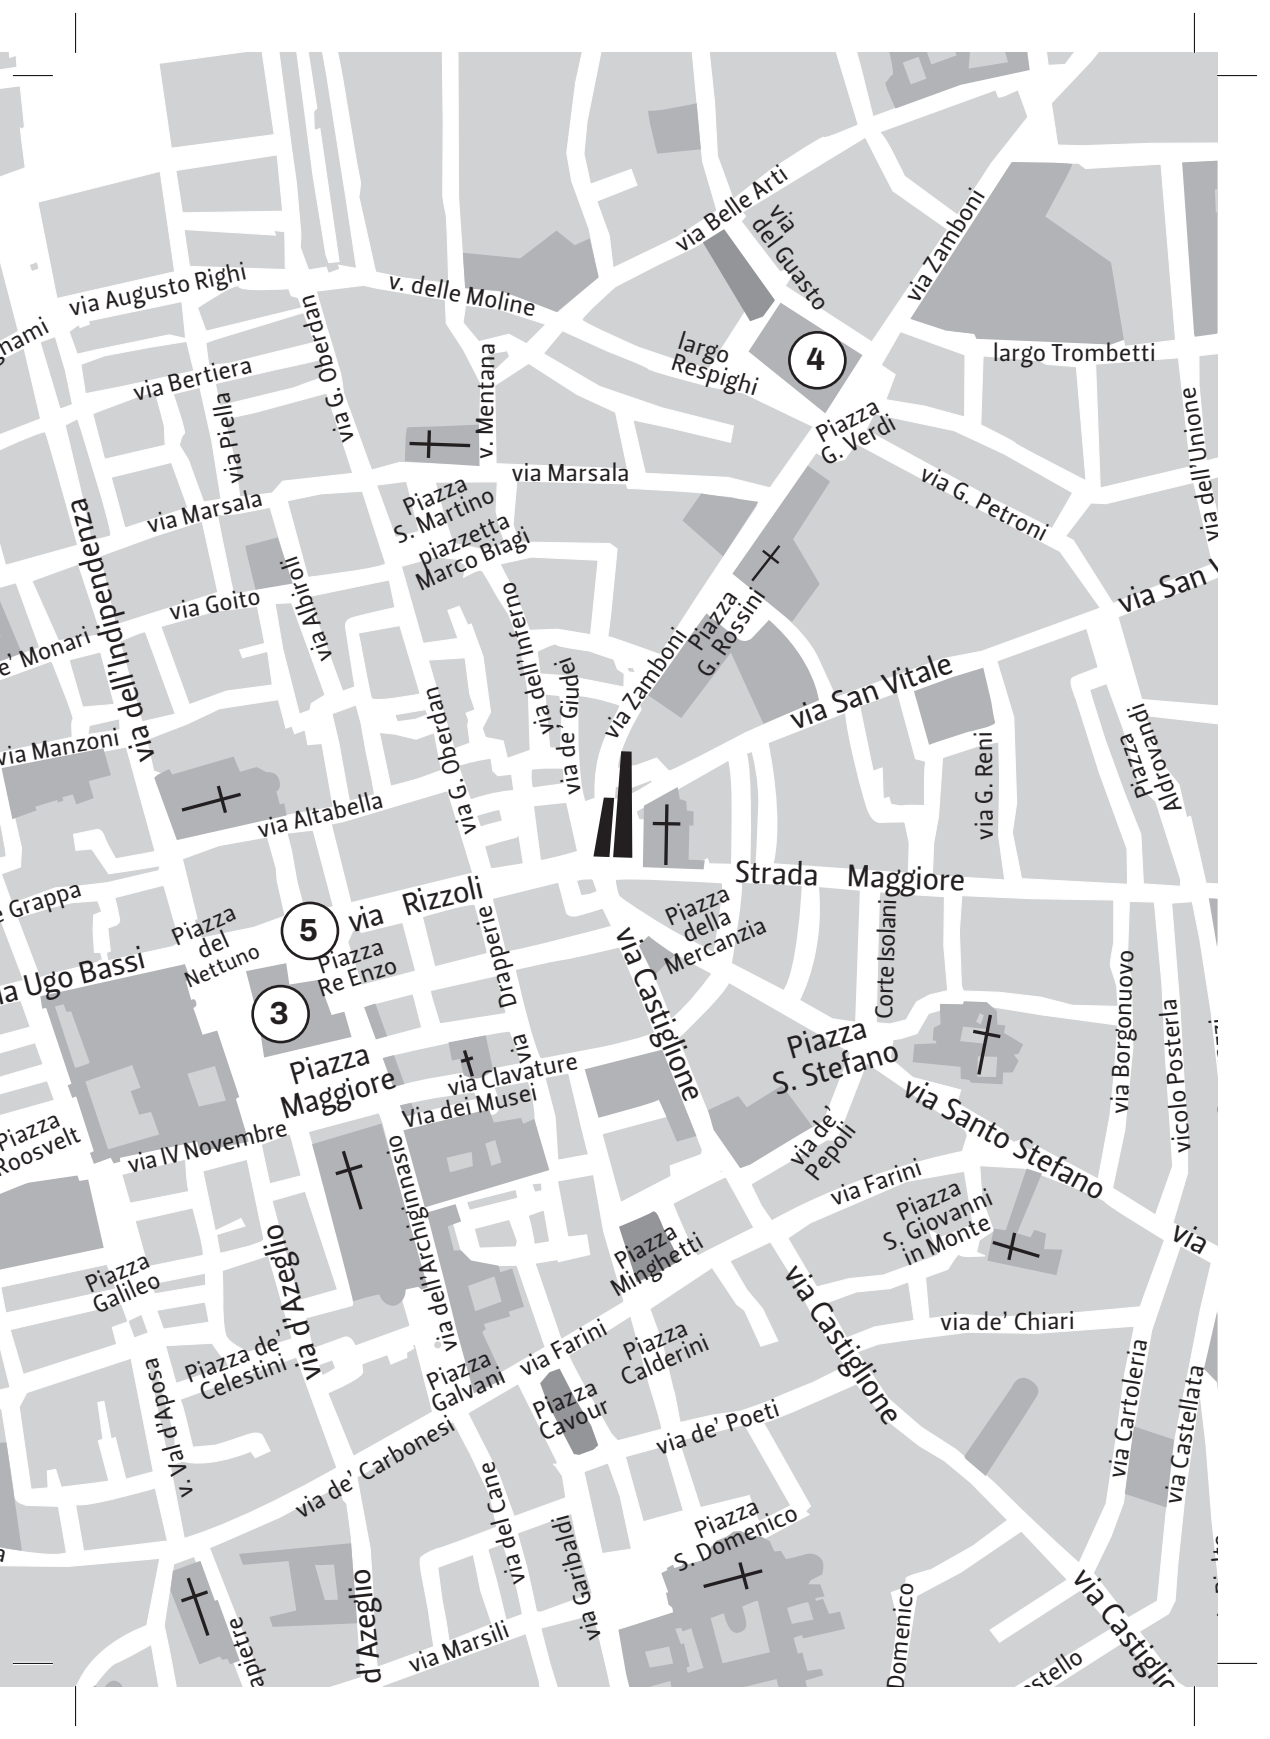 via Belle Arti
via
del Guasto
via Zamboni
via Augusto Righi
v. delle Moline
gnami
via G. Oberdan
largo
Respighi
4
largo Trombetti
via Bertiera
via Piella
v. Mentana
Piazza
G. Verdi
via dell'Unione
via Marsala
via Marsala
Piazza
S. Martino
piazzetta
Marco Biagi
via G. Petroni
via dell'Indipendenza
via Albiroli
via Goito
via dell'Inferno
Piazza
G. Rossini
via San V
e' Monari
via Zamboni
via de' Giudei
via San Vitale
via G. Oberdan
via Manzoni
via G. Reni
Piazza
Aldrovandi
via Altabella
Strada Maggiore
e Grappa
via Rizzoli
5
Piazza
del
Nettuno
Piazza
Re Enzo
Piazza
della
Mercanzia
Corte Isolani
via Castiglione
ia Ugo Bassi
via Drapperie
3
Piazza
Maggiore
Piazza
S. Stefano
via Borgonuovo
vicolo Posterla
via Clavature
Via dei Musei
via Santo Stefano
via de'
Pepoli
Piazza
Roosvelt
via IV Novembre
via dell'Archiginnasio
via Farini
Piazza
S. Giovanni
in Monte
via
Piazza
Minghetti
Piazza
Galileo
via d'Azeglio
via Castiglione
via de' Chiari
Piazza de'
Celestini
via Farini
Piazza
Calderini
Piazza
Galvani
Piazza
Cavour
v. Val d'Aposa
via de' Poeti
via Cartoleria
via Castellata
via de' Carbonesi
via del Cane
via Garibaldi
Piazza
S. Domenico
a
d'Azeglio
via Marsili
apietre
Domenico
via Castiglio
stello